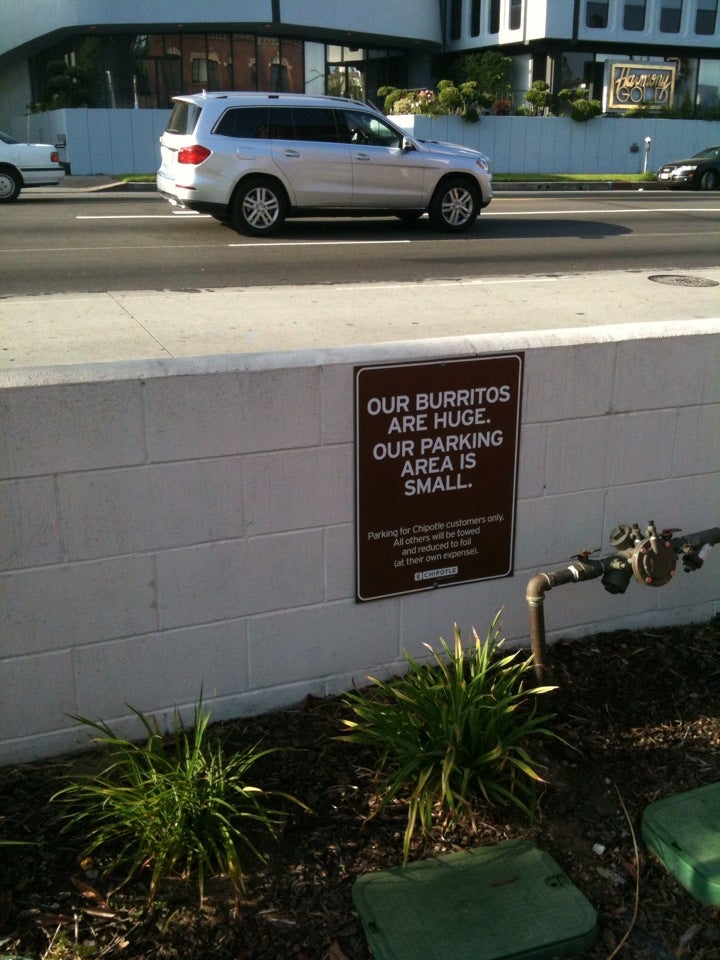 Harmony
GOLD
OUR BURRITOS
ARE HUGE.
OUR PARKING
AREA IS
SMALL.
Parking for Chipotle customers only.
All others will be towed
and reduced to foil
(at their own expense).
CHIPOTLE